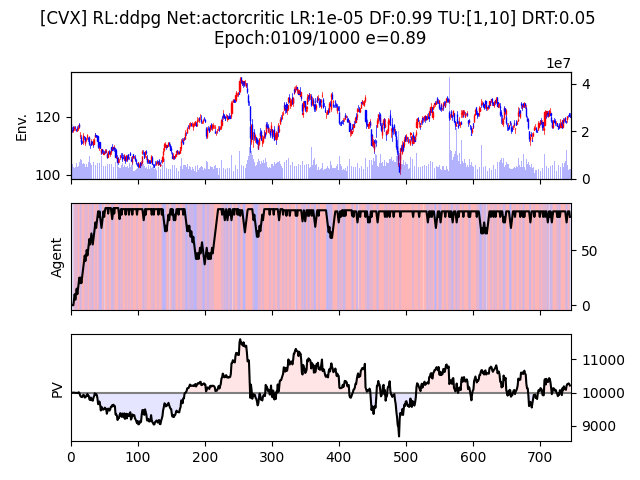 [CVX] RL:ddpg Net:actorcritic LR:1e-05 DF:0.99 TU:[1,10] DRT:0.05
Epoch:0109/1000 e=0.89
1e7
Env.
120
100
4
2
0
Agent
50
0
PV
11000
10000
9000
0 100 200 300 400 500 600 700